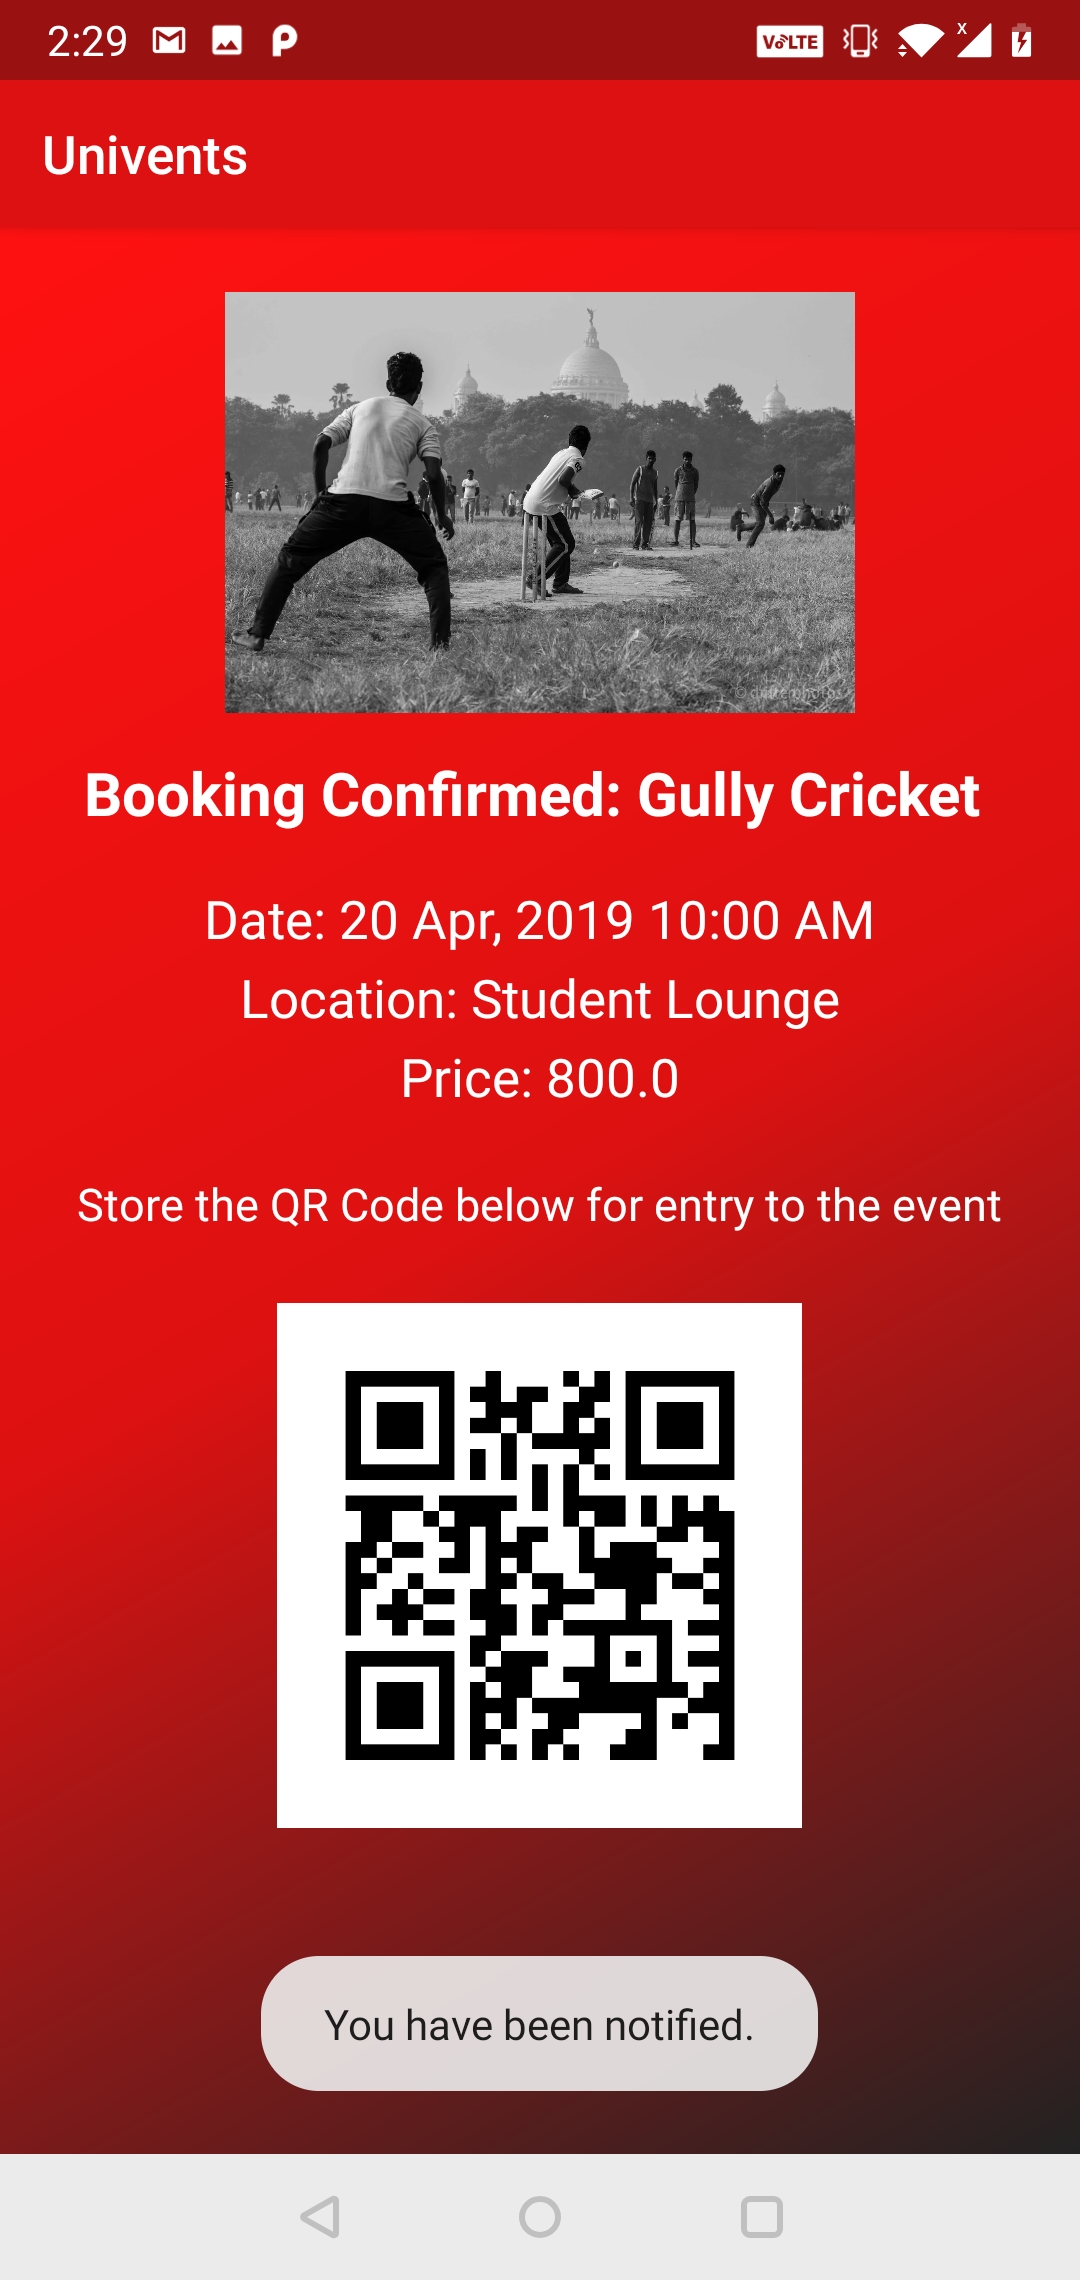 2:29 VoLTE X
Univents
Booking Confirmed: Gully Cricket
Date: 20 Apr, 2019 10:00 AM
Location: Student Lounge
Price: 800.0
Store the QR Code below for entry to the event
You have been notified.